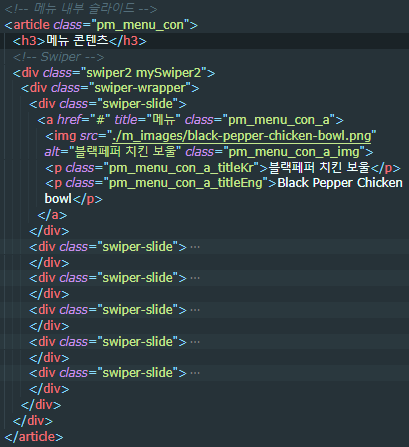 <!-- 메뉴 내부 슬라이드 -->
<article class="pm_menu_con">
<h3>메뉴 콘텐츠</h3>
<!-- Swiper -->
<div class="swiper2 mySwiper2">
<div class="swiper-wrapper">
<div class="swiper-slide">
<a href="#" title="메뉴" class="pm_menu_con_a">
<img src="./m_images/black-pepper-chicken-bowl.png"
alt="블랙페퍼 치킨 보울" class="pm_menu_con_a_img">
<p class="pm_menu_con_a_titleKr">블랙페퍼 치킨 보울</p>
<p class="pm_menu_con_a_titleEng">Black Pepper Chicken
bowl</p>
</a>
</div>
<div class="swiper-slide"> ⋯
</div>
<div class="swiper-slide"> ⋯
</div>
<div class="swiper-slide"> ⋯
</div>
<div class="swiper-slide"> ⋯
</div>
<div class="swiper-slide"> ⋯
</div>
</div>
</div>
</article>